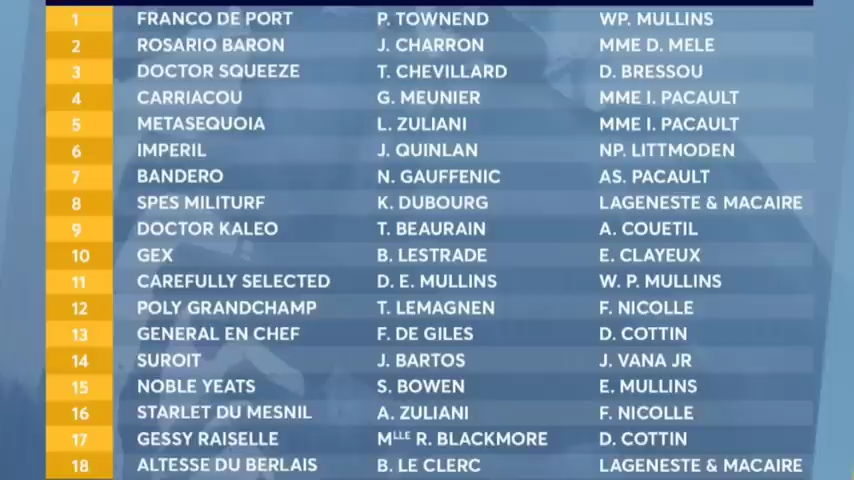 1 FRANCO DE PORT P. TOWNEND WP. MULLINS
2 ROSARIO BARON J. CHARRON MME D. MELE
3 DOCTOR SQUEEZE T. CHEVILLARD D. BRESSOU
4 CARRIACOU G. MEUNIER MME I. PACAULT
5 METASEQUOIA L. ZULIANI MME I. PACAULT
6 IMPERIL J. QUINLAN NP. LITTMODEN
7 BANDERO N. GAUFFENIC AS. PACAULT
8 SPES MILITURF K. DUBOURG LAGENESTE & MACAIRE
9 DOCTOR KALEO T. BEAURAIN A. COUETIL
10 GEX B. LESTRADE E. CLAYEUX
11 CAREFULLY SELECTED D. E. MULLINS W. P. MULLINS
12 POLY GRANDCHAMP T. LEMAGNEN F. NICOLLE
13 GENERAL EN CHEF F. DE GILES D. COTTIN
14 SUROIT J. BARTOS J. VANA JR
15 NOBLE YEATS S. BOWEN E. MULLINS
16 STARLET DU MESNIL A. ZULIANI F. NICOLLE
17 GESSY RAISELLE MLLE R. BLACKMORE D. COTTIN
18 ALTESSE DU BERLAIS B. LE CLERC LAGENESTE & MACAIRE